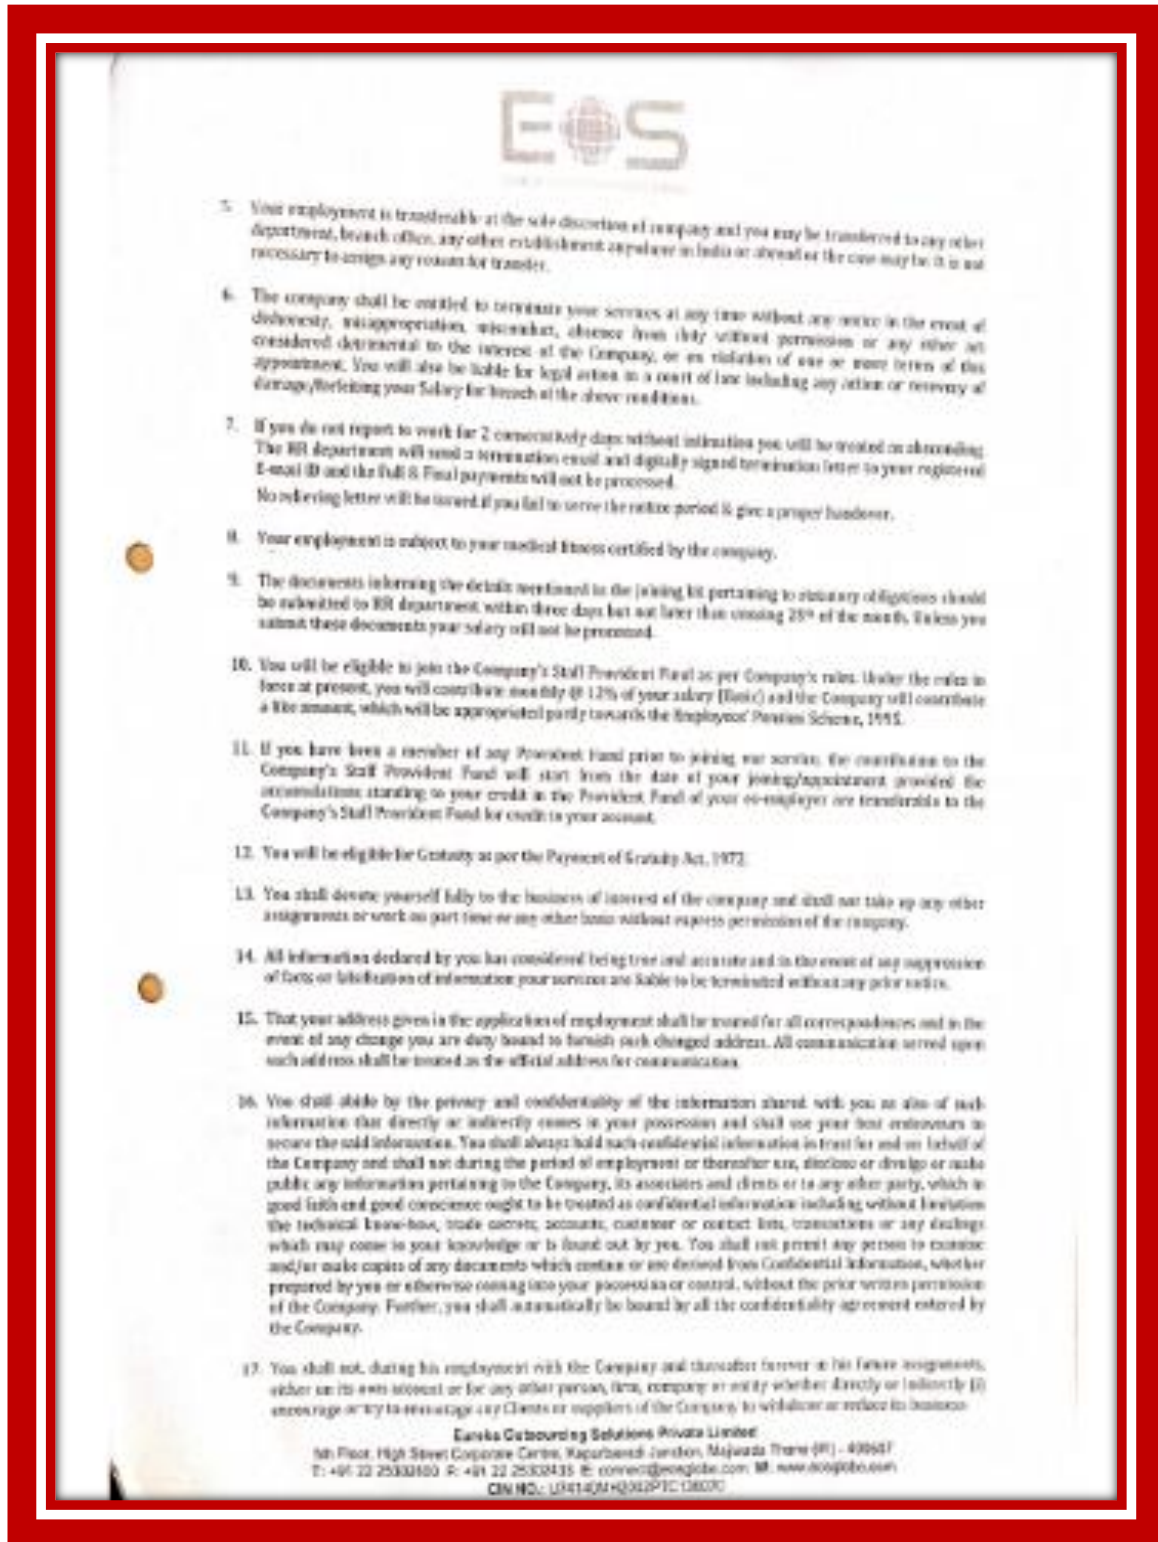 EOS
5. Your employment is transferable at the sole discretion of company and you may be transferred to any other
department, branch office, any other establishment anywhere in India or abroad or the case may be. It is not
necessary to assign any reason for transfer.
6. The company shall be entitled to terminate your services at any time without any notice in the event of
dishonesty, misappropriation, misconduct, absence from duty without permission or any other act
considered detrimental to the interest of the Company, or on violation of one or more terms of this
appointment. You will also be liable for legal action in a court of law including any action or recovery of
damage/forfeiting your Salary for breach of the above conditions.
7. If you do not report to work for 2 consecutively days without intimation you will be treated as absconding.
The HR department will send a termination email and digitally signed termination letter to your registered
E-mail ID and the Full & Final payments will not be processed.
No relieving letter will be issued if you fail to serve the notice period & give a proper handover.
8. Your employment is subject to your medical fitness certified by the company.
9. The documents informing the details mentioned in the joining kit pertaining to statutory obligations should
be submitted to HR department within three days but not later than crossing 25th of the month. Unless you
submit these documents your salary will not be processed.
10. You will be eligible to join the Company's Staff Provident Fund as per Company's rules. Under the rules in
force at present, you will contribute monthly @ 12% of your salary (Basic) and the Company will contribute
a like amount, which will be appropriated partly towards the Employees' Pension Scheme, 1995.
11. If you have been a member of any Provident Fund prior to joining our service, the contribution to the
Company's Staff Provident Fund will start from the date of your joining/appointment provided the
accumulations standing to your credit in the Provident Fund of your ex-employer are transferable to the
Company's Staff Provident Fund for credit to your account.
12. You will be eligible for Gratuity as per the Payment of Gratuity Act, 1972.
13. You shall devote yourself fully to the business of interest of the company and shall not take up any other
assignments or work on part time or any other basis without express permission of the company.
14. All information declared by you has considered being true and accurate and in the event of any suppression
of facts or falsification of information your services are liable to be terminated without any prior notice.
15. That your address given in the application of employment shall be treated for all correspondences and in the
event of any change you are duty bound to furnish such changed address. All communication served upon
such address shall be treated as the official address for communication.
16. You shall abide by the privacy and confidentiality of the information shared with you as also of such
information that directly or indirectly comes in your possession and shall use your best endeavours to
secure the said information. You shall always hold such confidential information in trust for and on behalf of
the Company and shall not during the period of employment or thereafter use, disclose or divulge or make
public any information pertaining to the Company, its associates and clients or to any other party, which in
good faith and good conscience ought to be treated as confidential information including without limitation
the technical know-how, trade secrets, accounts, customer or contact lists, transactions or any dealings
which may come to your knowledge or is found out by you. You shall not permit any person to examine
and/or make copies of any documents which contain or are derived from Confidential Information, whether
prepared by you or otherwise coming into your possession or control, without the prior written permission
of the Company. Further, you shall automatically be bound by all the confidentiality agreement entered by
the Company.
17. You shall not, during his employment with the Company and thereafter forever in his future assignments,
either on its own account or for any other person, firm, company or entity whether directly or indirectly (i)
encourage or try to encourage any Clients or suppliers of the Company to withdraw or reduce its business
Eureka Outsourcing Solutions Private Limited
High Street Corporate Centre, Kapurbawdi Junction, Majiwada Thane (W) - 400607
E: connect@eosglobe.com W: www.eosglobe.com
CIN NO.: